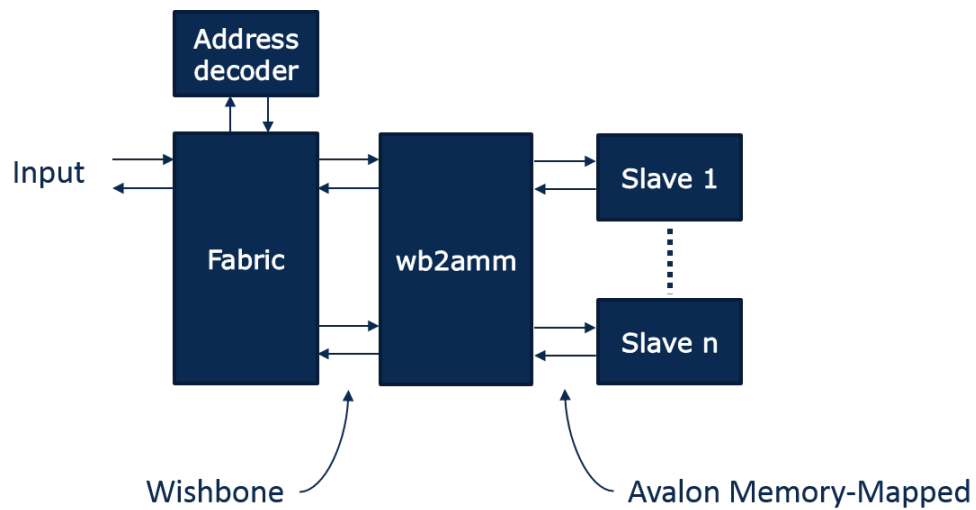 Address
decoder
Input
Fabric
wb2amm
Slave 1
Slave n
Wishbone
Avalon Memory-Mapped